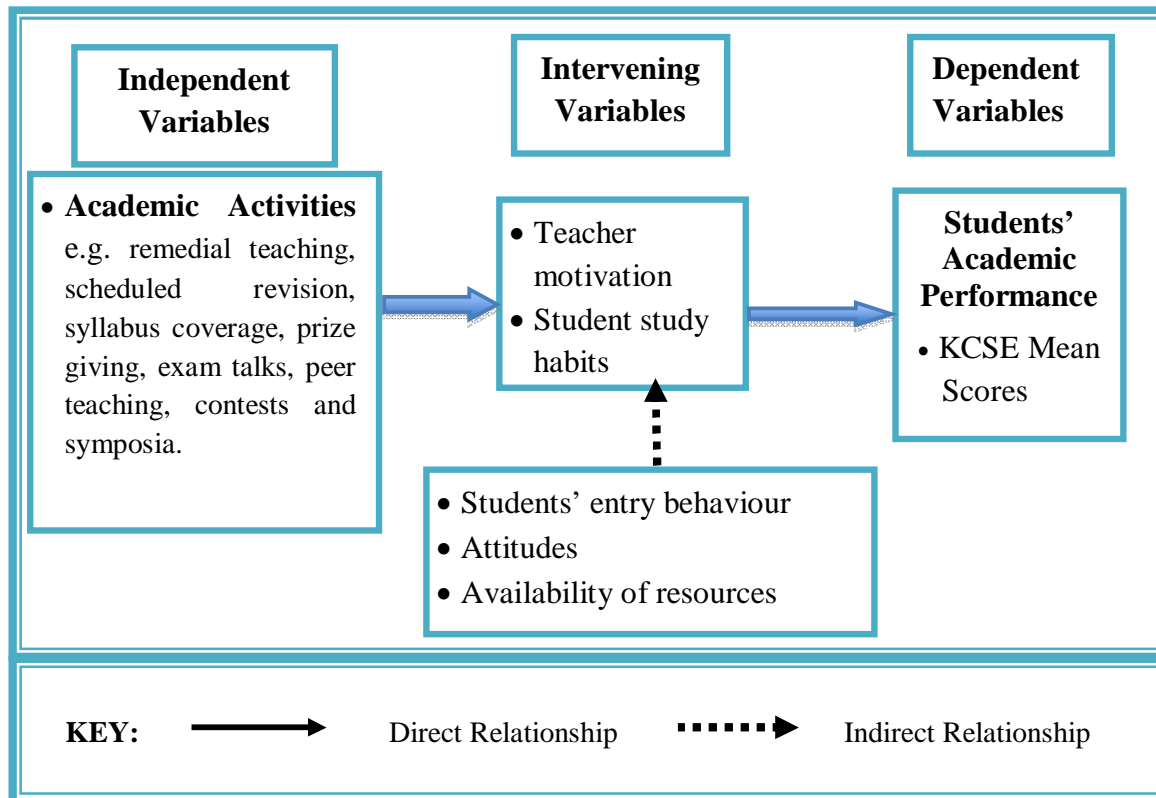 Independent
Variables
Intervening
Variables
Dependent
Variables
• Academic Activities
e.g. remedial teaching,
scheduled revision,
syllabus coverage, prize
giving, exam talks, peer
teaching, contests and
symposia.
• Teacher
motivation
• Student study
habits
Students’
Academic
Performance
• KCSE Mean
Scores
• Students’ entry behaviour
• Attitudes
• Availability of resources
KEY: Direct Relationship Indirect Relationship